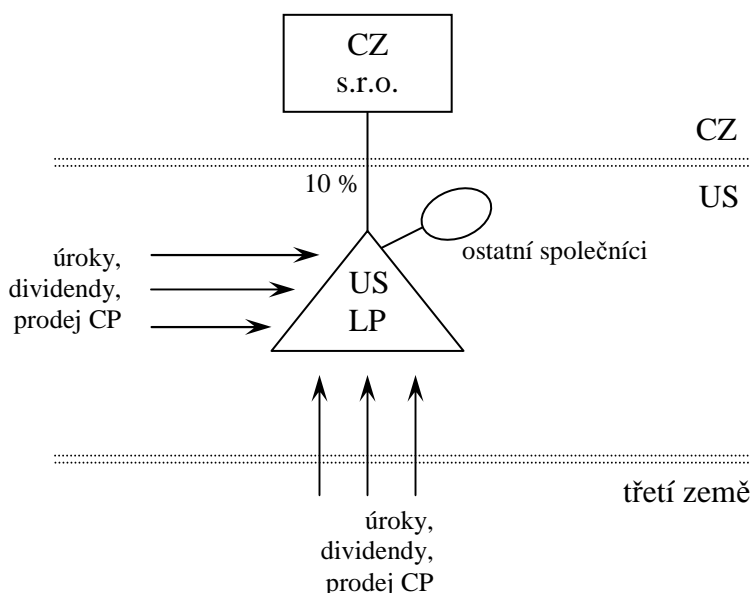 CZ
s.r.o.
CZ
10 %
US
ostatní společníci
úroky,
dividendy,
prodej CP
US
LP
třetí země
úroky,
dividendy,
prodej CP